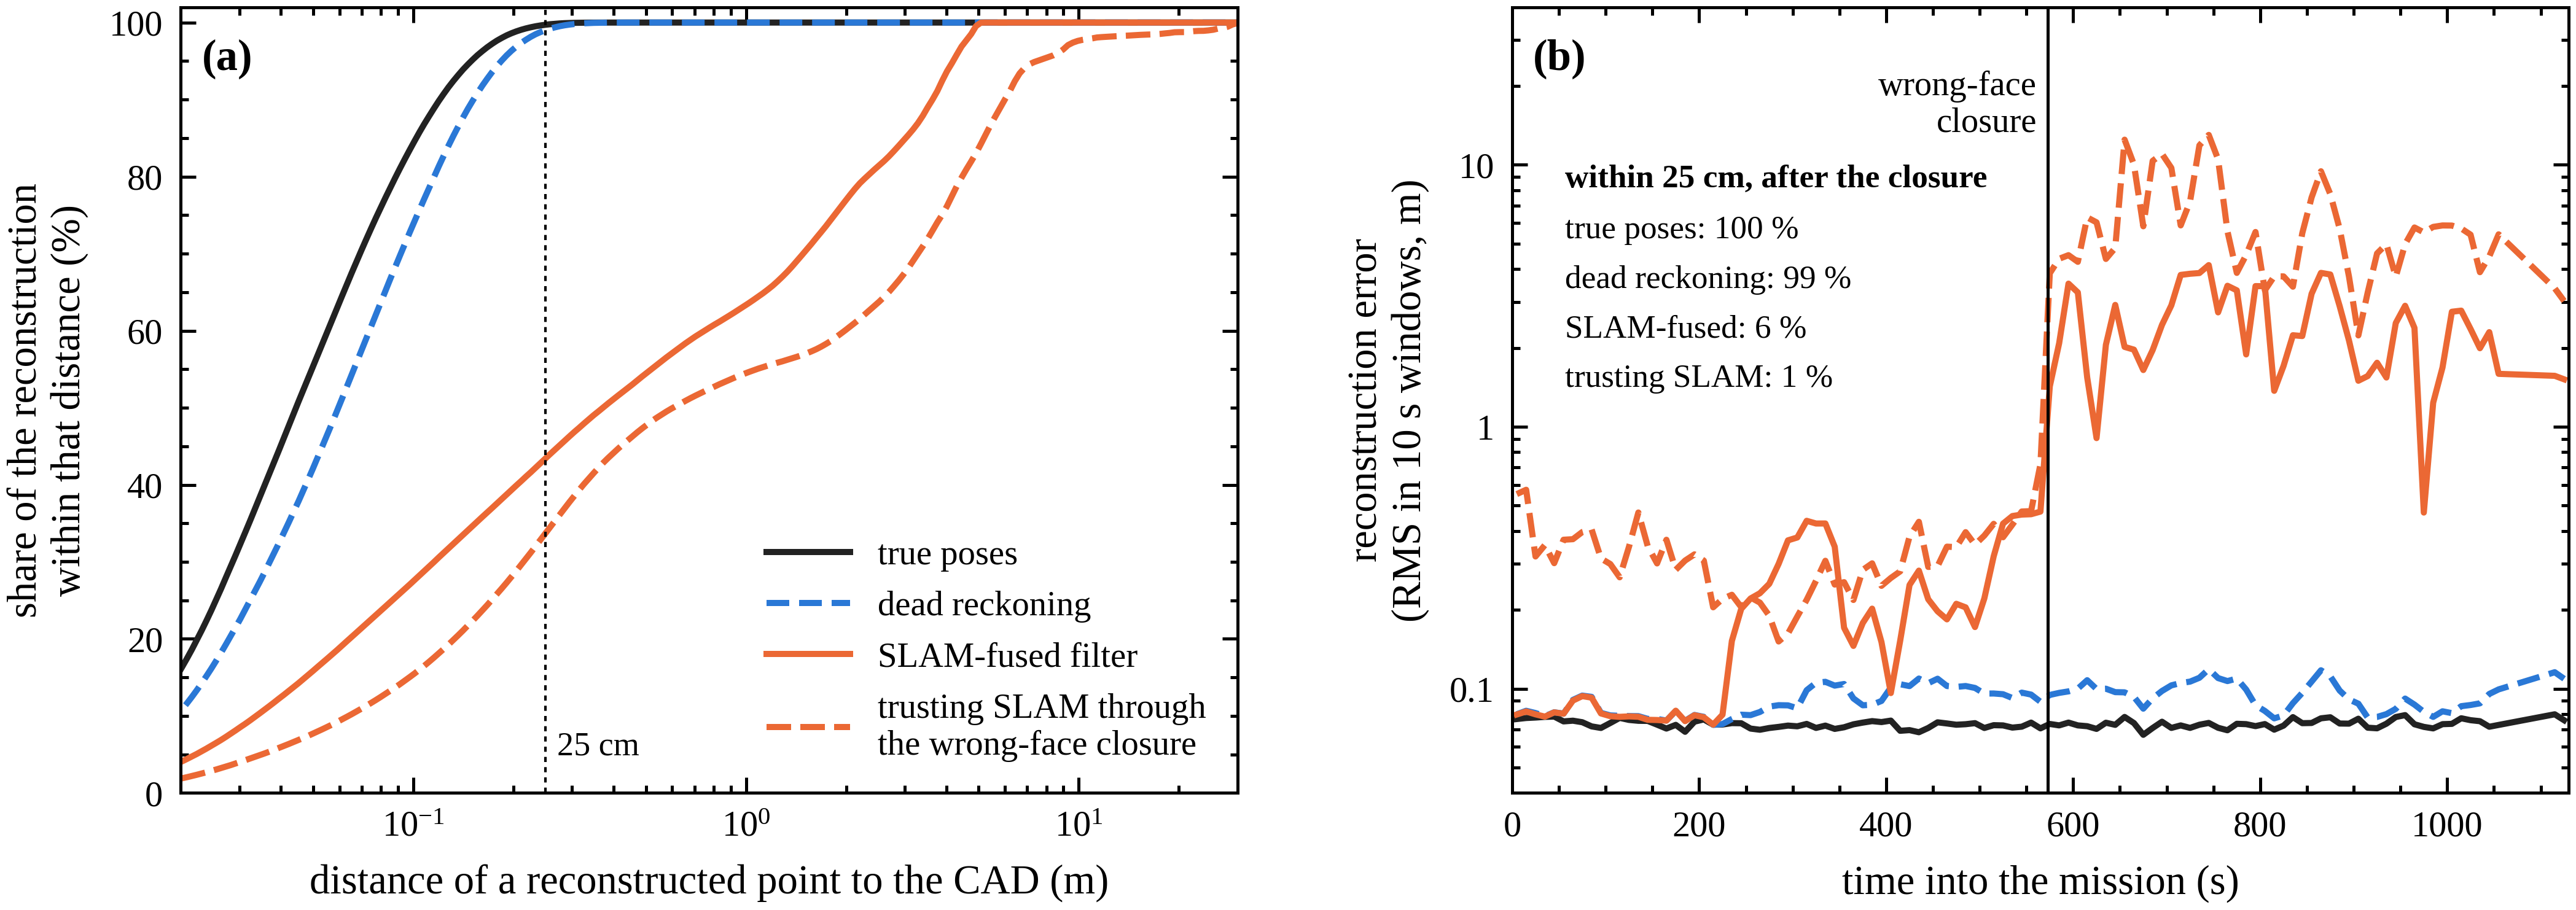 (a)
share of the reconstruction
within that distance (%)
100
80
60
40
20
0
10⁻¹
10⁰
10¹
distance of a reconstructed point to the CAD (m)
25 cm
true poses
dead reckoning
SLAM-fused filter
trusting SLAM through
the wrong-face closure
(b)
reconstruction error
(RMS in 10 s windows, m)
10
1
0.1
wrong-face
closure
within 25 cm, after the closure
true poses: 100 %
dead reckoning: 99 %
SLAM-fused: 6 %
trusting SLAM: 1 %
0
200
400
600
800
1000
time into the mission (s)